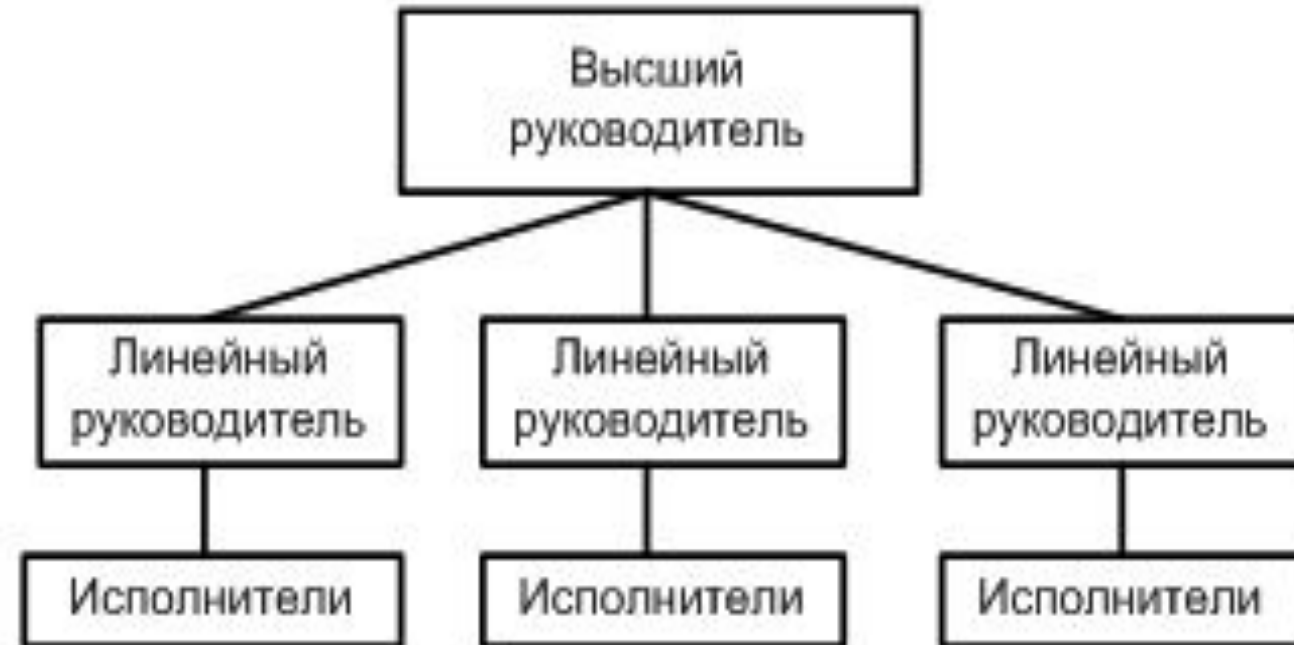 Высший
руководитель
Линейный
руководитель
Линейный
руководитель
Линейный
руководитель
Исполнители
Исполнители
Исполнители